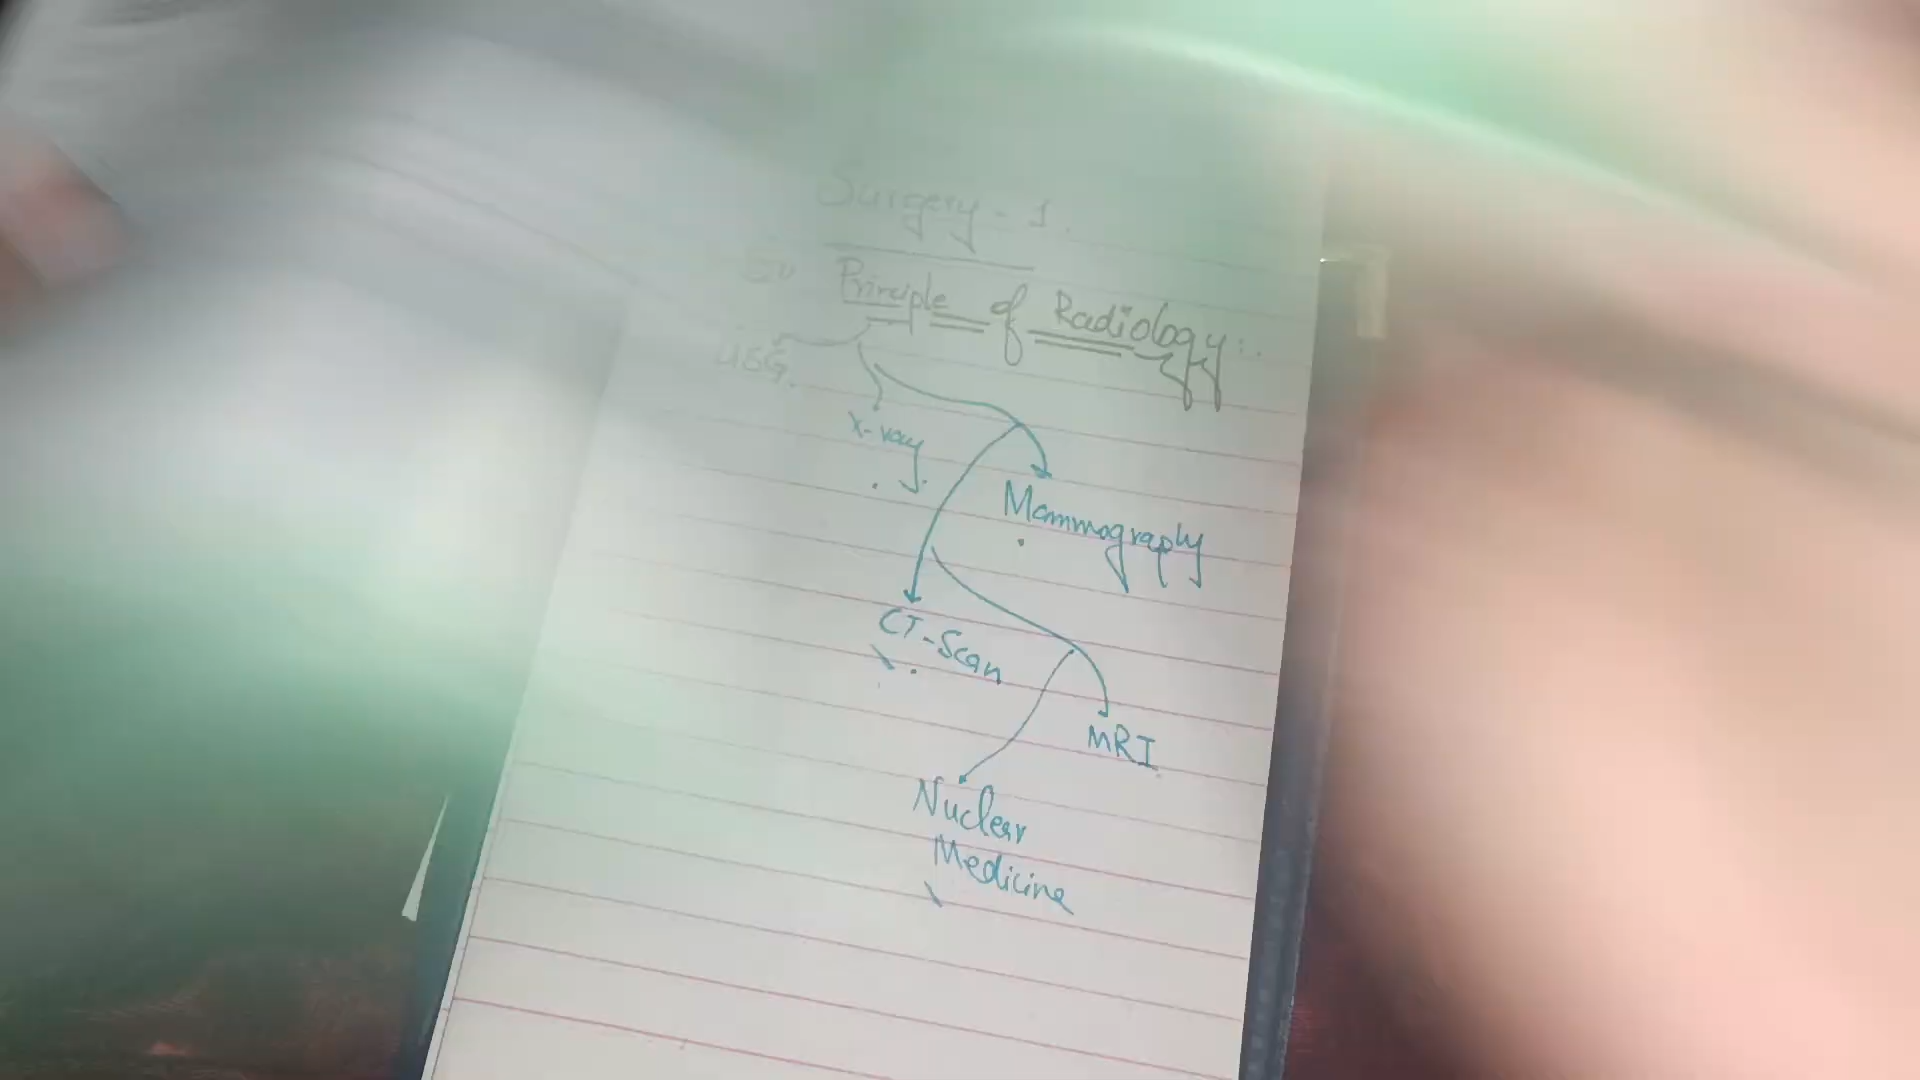 Surgery - 1.
Principle of Radiology:.
USG.
X-ray
Mammography
CT-Scan
MRI
Nuclear
Medicine